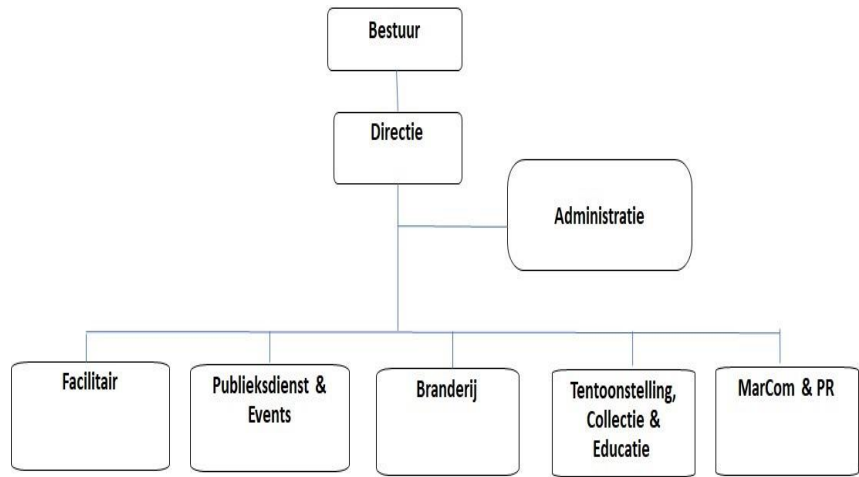 Bestuur
Directie
Administratie
Facilitair
Publieksdienst &
Events
Branderij
Tentoonstelling,
Collectie &
Educatie
MarCom & PR